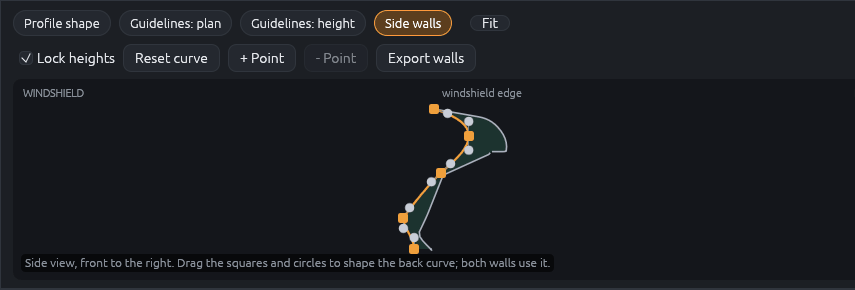 Profile shape Guidelines: plan Guidelines: height Side walls Fit
Lock heights Reset curve + Point - Point Export walls
WINDSHIELD windshield edge
Side view, front to the right. Drag the squares and circles to shape the back curve; both walls use it.